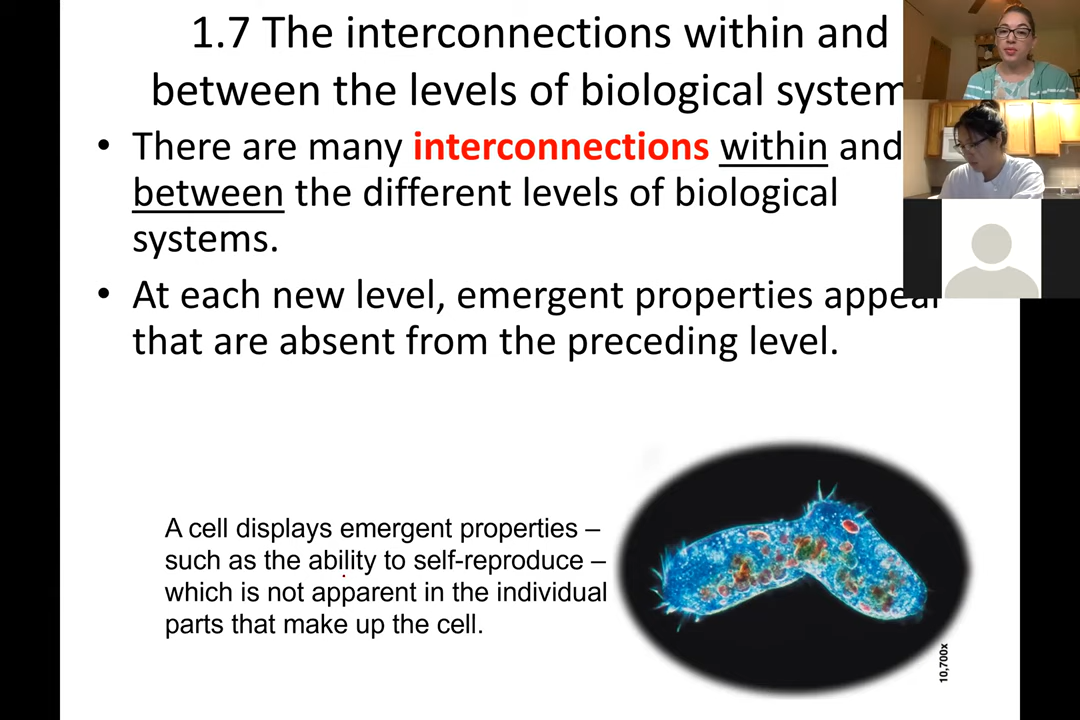 1.7 The interconnections within and
between the levels of biological system
• There are many interconnections within and
between the different levels of biological
systems.
• At each new level, emergent properties appear
that are absent from the preceding level.
A cell displays emergent properties –
such as the ability to self-reproduce –
which is not apparent in the individual
parts that make up the cell.
10,700x